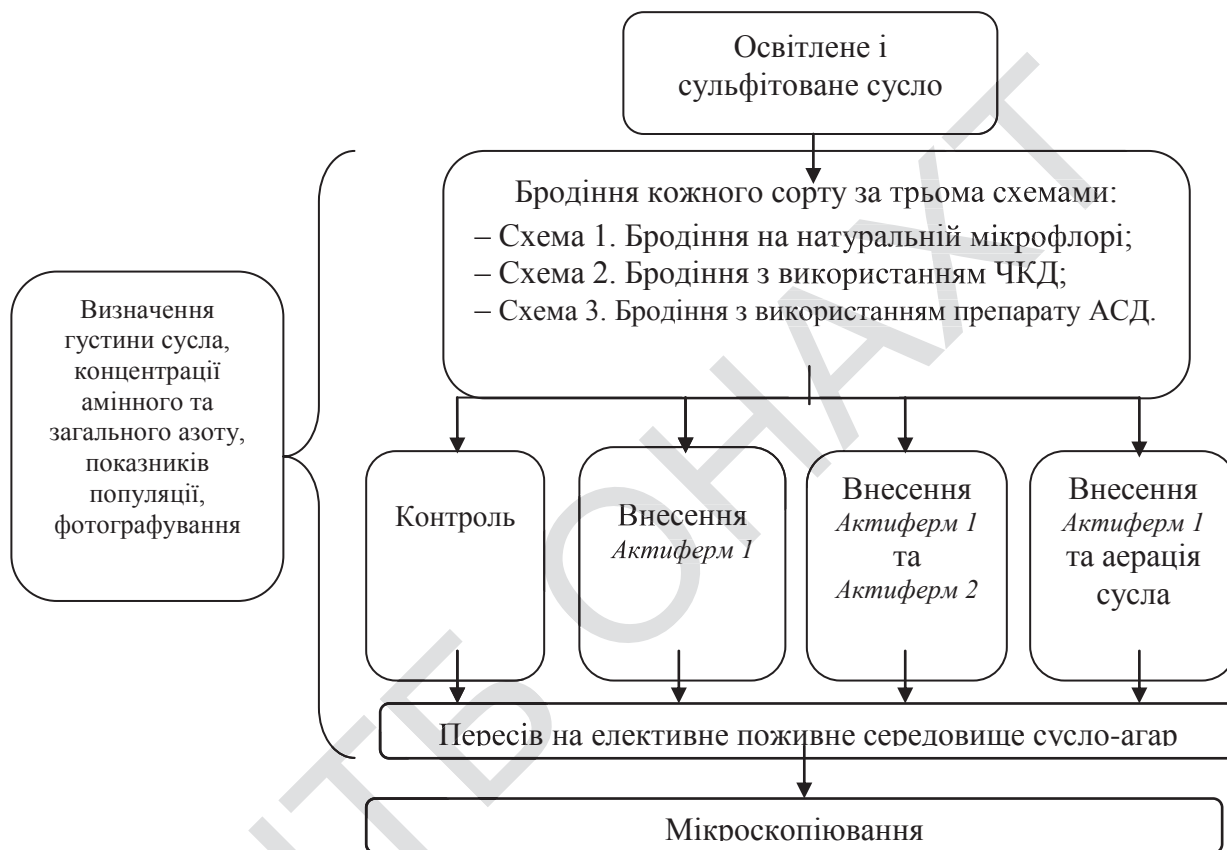 Освітлене і
сульфітоване сусло
Бродіння кожного сорту за трьома схемами:
– Схема 1. Бродіння на натуральній мікрофлорі;
– Схема 2. Бродіння з використанням ЧКД;
– Схема 3. Бродіння з використанням препарату АСД.
Визначення
густини сусла,
концентрації
амінного та
загального азоту,
показників
популяції,
фотографування
Контроль
Внесення
Актиферм 1
Внесення
Актиферм 1
та
Актиферм 2
Внесення
Актиферм 1
та аерація
сусла
Пересів на елективне поживне середовище сусло-агар
Мікроскопіювання
НТБ ОНАХТ